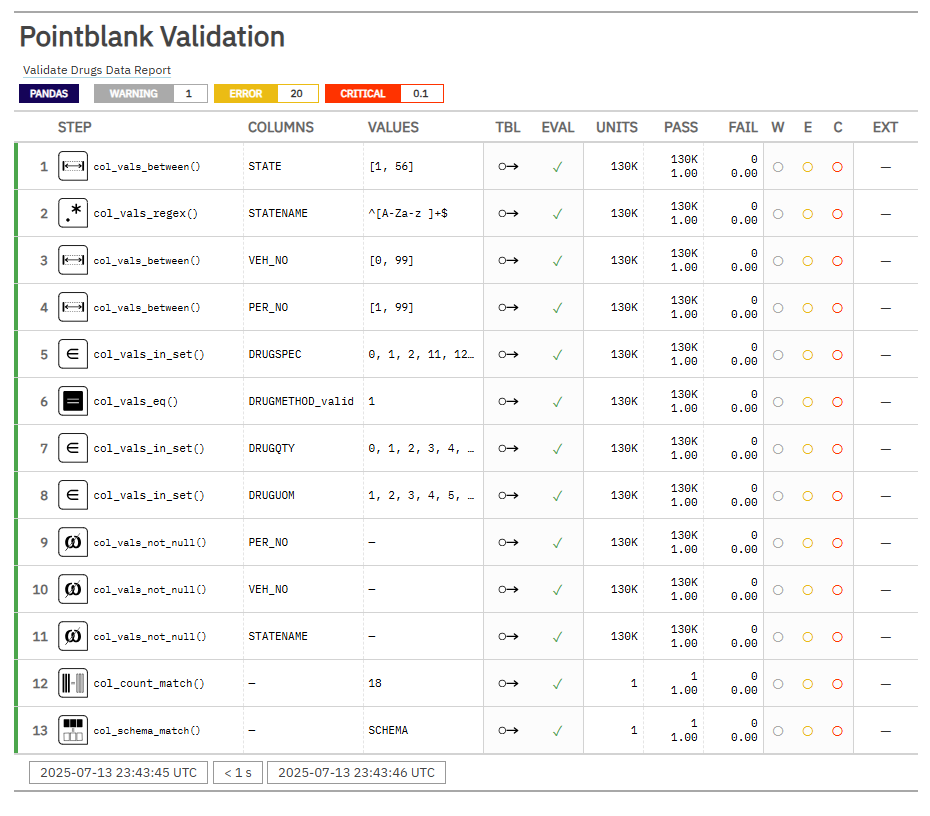 Pointblank Validation
Validate Drugs Data Report
PANDAS WARNING 1 ERROR 20 CRITICAL 0.1
STEP COLUMNS VALUES TBL EVAL UNITS PASS FAIL W E C EXT
1 col_vals_between() STATE [1, 56] ✓ 130K 130K 1.00 0 0.00 —
2 col_vals_regex() STATENAME ^[A-Za-z ]+$ ✓ 130K 130K 1.00 0 0.00 —
3 col_vals_between() VEH_NO [0, 99] ✓ 130K 130K 1.00 0 0.00 —
4 col_vals_between() PER_NO [1, 99] ✓ 130K 130K 1.00 0 0.00 —
5 col_vals_in_set() DRUGSPEC 0, 1, 2, 11, 12… ✓ 130K 130K 1.00 0 0.00 —
6 col_vals_eq() DRUGMETHOD_valid 1 ✓ 130K 130K 1.00 0 0.00 —
7 col_vals_in_set() DRUGQTY 0, 1, 2, 3, 4, … ✓ 130K 130K 1.00 0 0.00 —
8 col_vals_in_set() DRUGUOM 1, 2, 3, 4, 5, … ✓ 130K 130K 1.00 0 0.00 —
9 col_vals_not_null() PER_NO — ✓ 130K 130K 1.00 0 0.00 —
10 col_vals_not_null() VEH_NO — ✓ 130K 130K 1.00 0 0.00 —
11 col_vals_not_null() STATENAME — ✓ 130K 130K 1.00 0 0.00 —
12 col_count_match() — 18 ✓ 1 1 1.00 0 0.00 —
13 col_schema_match() — SCHEMA ✓ 1 1 1.00 0 0.00 —
2025-07-13 23:43:45 UTC < 1 s 2025-07-13 23:43:46 UTC